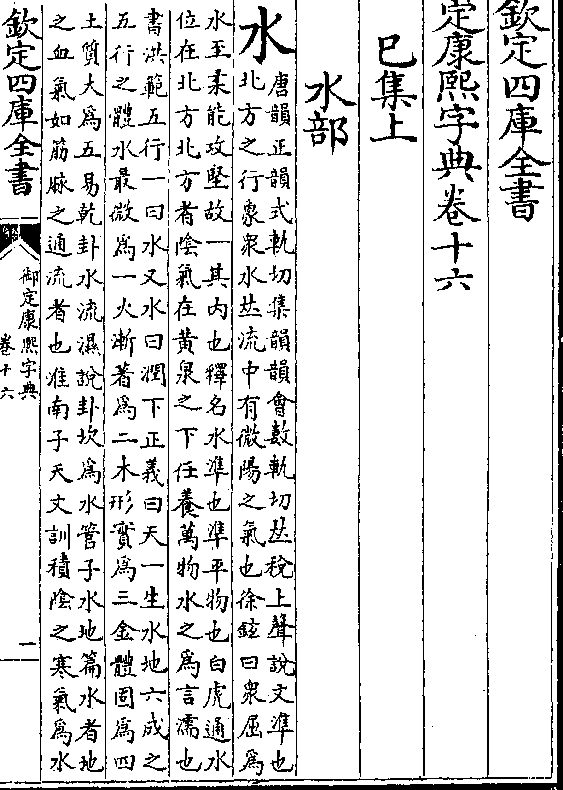 欽定四庫全書
定康熙字典卷十六
巳集上
水部
水
唐韻正韻式軌切集韻韻會數軌切𠀤稅上聲說文準也
北方之行象衆水𠀤流中有微陽之氣也徐鉉曰衆屈爲
水至柔能攻堅故一其内也釋名水準也準平物也白虎通水
位在北方北方者陰氣在黃泉之下任養萬物水之爲言濡也
書洪範五行一曰水又水曰潤下正義曰天一生水地六成之
五行之體水最微爲一火漸著爲二木形實爲三金體固爲四
土質大爲五易乾卦水流濕說卦坎爲水管子水地篇水者地
之血氣如筋脈之通流者也淮南子天文訓積陰之寒氣爲水
欽定四庫全書
御定康熙字典
卷十六
一